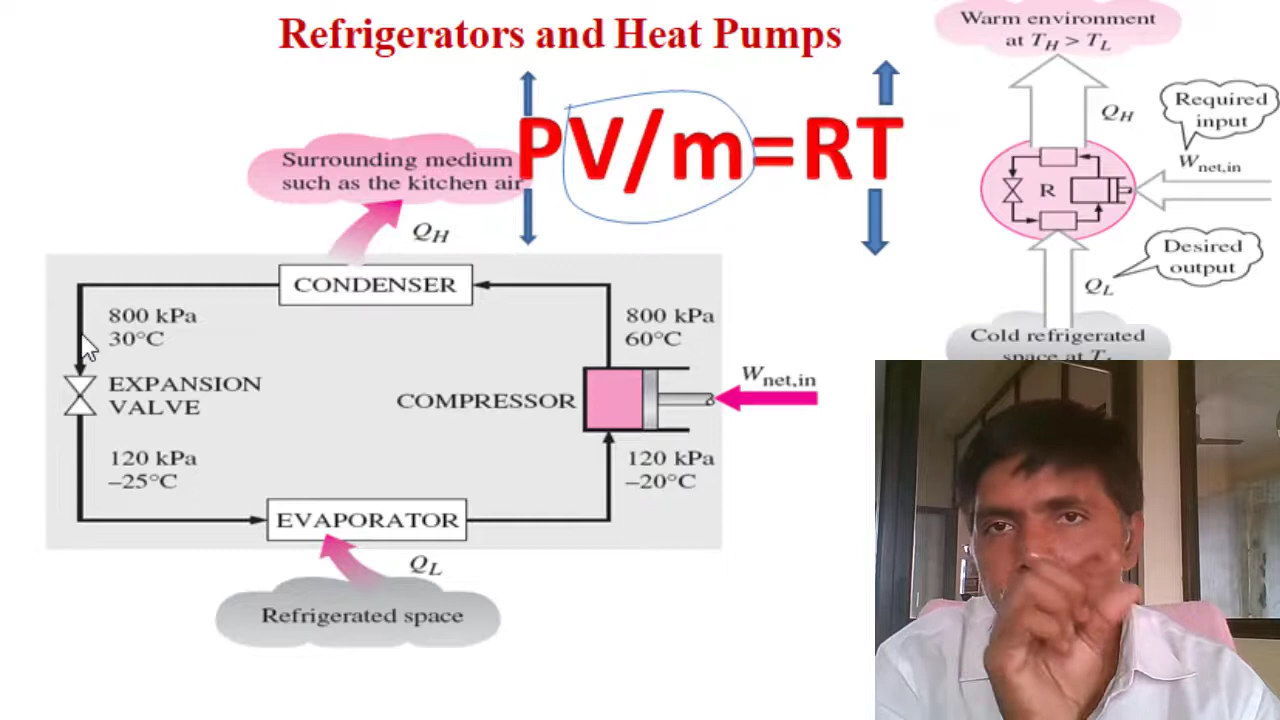 Refrigerators and Heat Pumps
PV/m=RT
Surrounding medium
such as the kitchen air
Q_H
CONDENSER
800 kPa
30°C
800 kPa
60°C
EXPANSION
VALVE
COMPRESSOR
W_net,in
120 kPa
–25°C
120 kPa
–20°C
EVAPORATOR
Q_L
Refrigerated space
Warm environment
at T_H > T_L
Q_H
Required
input
W_net,in
R
Desired
output
Q_L
Cold refrigerated
space at